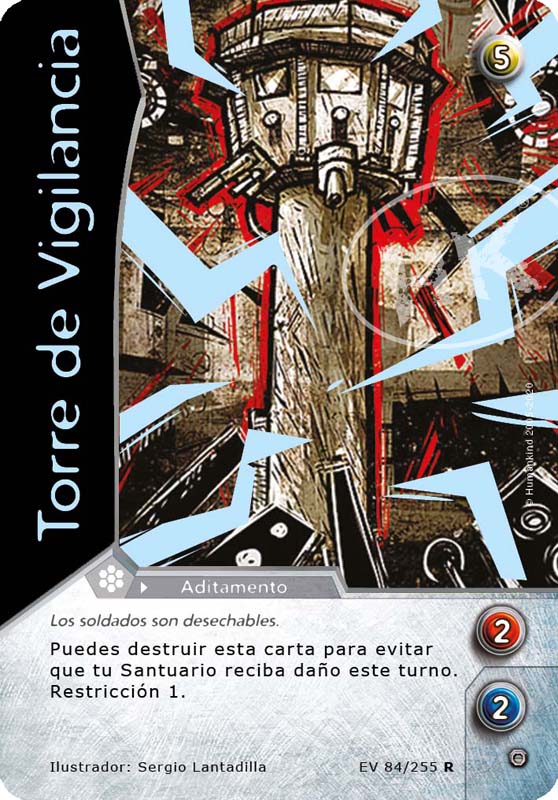 Torre de Vigilancia
5
© Humankind
Aditamento
Los soldados son desechables.
Puedes destruir esta carta para evitar
que tu Santuario reciba daño este turno.
Restricción 1.
2
2
Ilustrador: Sergio Lantadilla
EV 84/255 R